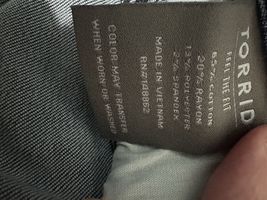 TORRID
FEEL THE FIT
65% COTTON
20% RAYON
13% POLYESTER
2% SPANDEX
MADE IN VIETNAM
RN#148862
COLOR MAY TRANSFER
WHEN WORN OR WASHED